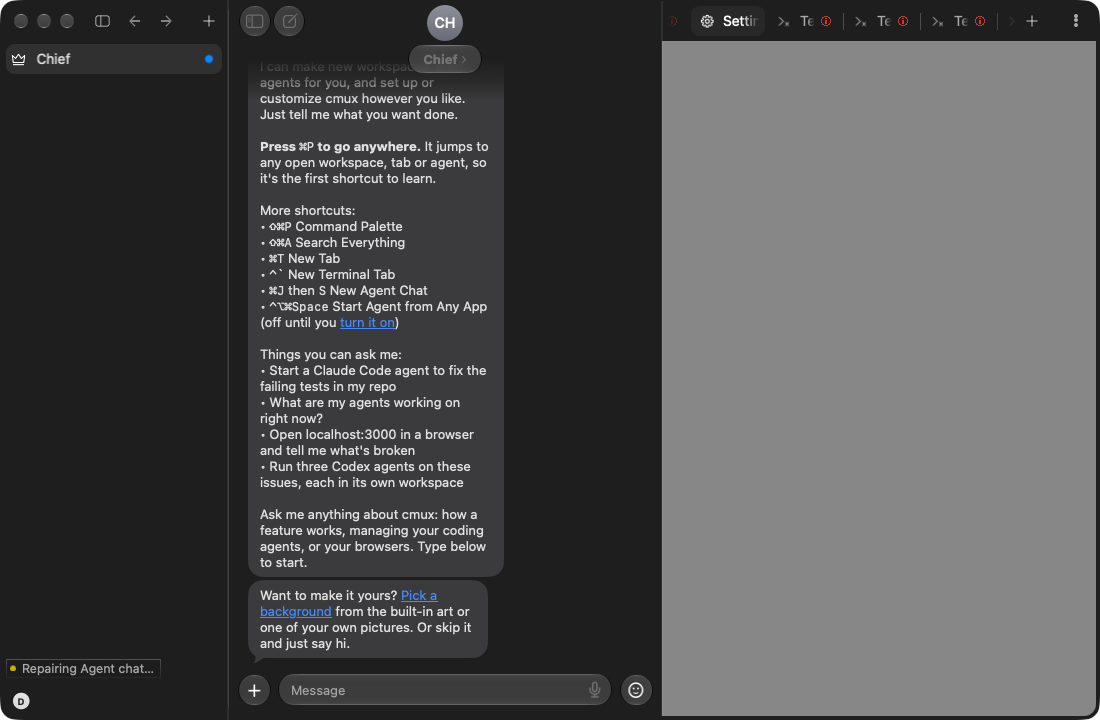 Chief
Repairing Agent chat...
D
CH
Chief
I can make new workspac
agents for you, and set up or
customize cmux however you like.
Just tell me what you want done.
Press ⌘P to go anywhere. It jumps to
any open workspace, tab or agent, so
it's the first shortcut to learn.
More shortcuts:
• ⇧⌘P Command Palette
• ⇧⌘A Search Everything
• ⌘T New Tab
• ^` New Terminal Tab
• ⌘J then S New Agent Chat
• ^⌥⌘Space Start Agent from Any App
(off until you turn it on)
Things you can ask me:
• Start a Claude Code agent to fix the
failing tests in my repo
• What are my agents working on
right now?
• Open localhost:3000 in a browser
and tell me what's broken
• Run three Codex agents on these
issues, each in its own workspace
Ask me anything about cmux: how a
feature works, managing your coding
agents, or your browsers. Type below
to start.
Want to make it yours? Pick a
background from the built-in art or
one of your own pictures. Or skip it
and just say hi.
Message
Settin Te Te Te